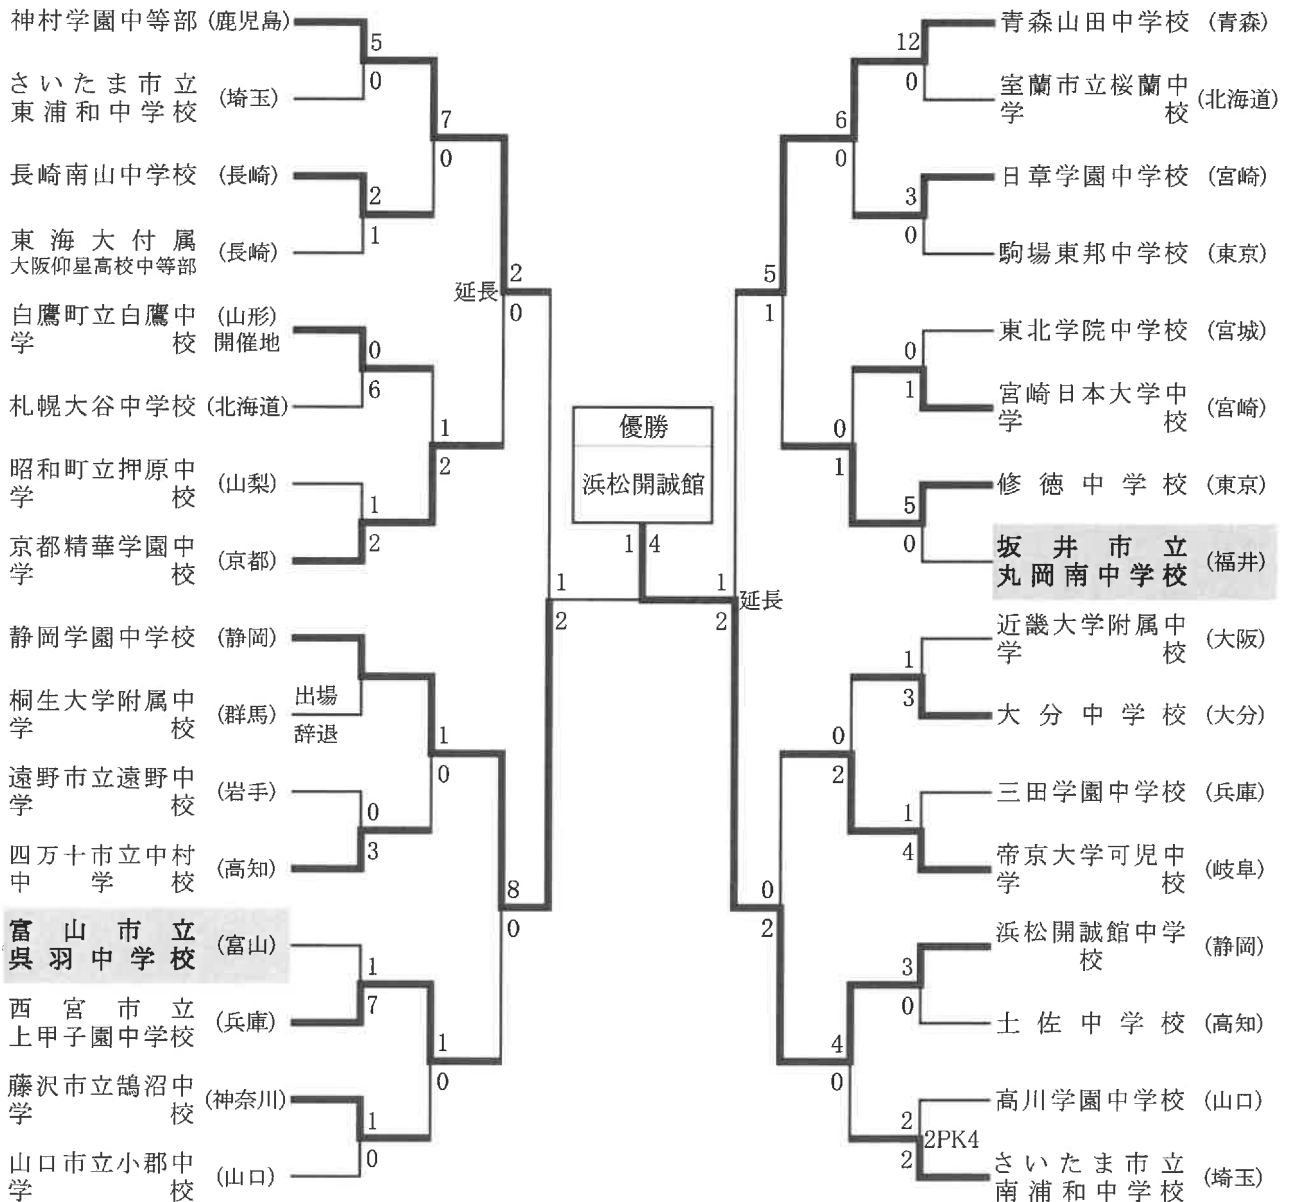 神村学園中等部 (鹿児島)
5
0
さいたま市立
東浦和中学校 (埼玉)
7
0
長崎南山中学校 (長崎)
2
1
東海大付属
大阪仰星高校中等部 (長崎)
延長
2
0
白鷹町立白鷹中
学校 (山形)
開催地
0
6
札幌大谷中学校 (北海道)
1
2
昭和町立押原中
学校 (山梨)
1
2
京都精華学園中
学校 (京都)
1
2
静岡学園中学校 (静岡)
出場
辞退
桐生大学附属中
学校 (群馬)
1
0
遠野市立遠野中
学校 (岩手)
0
3
四万十市立中村
中学校 (高知)
8
0
富山市立
呉羽中学校 (富山)
1
7
西宮市立
上甲子園中学校 (兵庫)
1
0
藤沢市立鵠沼中
学校 (神奈川)
1
0
山口市立小郡中
学校 (山口)
優勝
浜松開誠館
1 4
青森山田中学校 (青森)
12
0
室蘭市立桜蘭中
学校 (北海道)
6
0
日章学園中学校 (宮崎)
3
0
駒場東邦中学校 (東京)
5
1
東北学院中学校 (宮城)
0
1
宮崎日本大学中
学校 (宮崎)
0
1
修徳中学校 (東京)
5
0
坂井市立
丸岡南中学校 (福井)
1
2
延長
近畿大学附属中
学校 (大阪)
1
3
大分中学校 (大分)
0
2
三田学園中学校 (兵庫)
1
4
帝京大学可児中
学校 (岐阜)
0
2
浜松開誠館中学
校 (静岡)
3
0
土佐中学校 (高知)
4
0
高川学園中学校 (山口)
2
2PK4
2
さいたま市立
南浦和中学校 (埼玉)